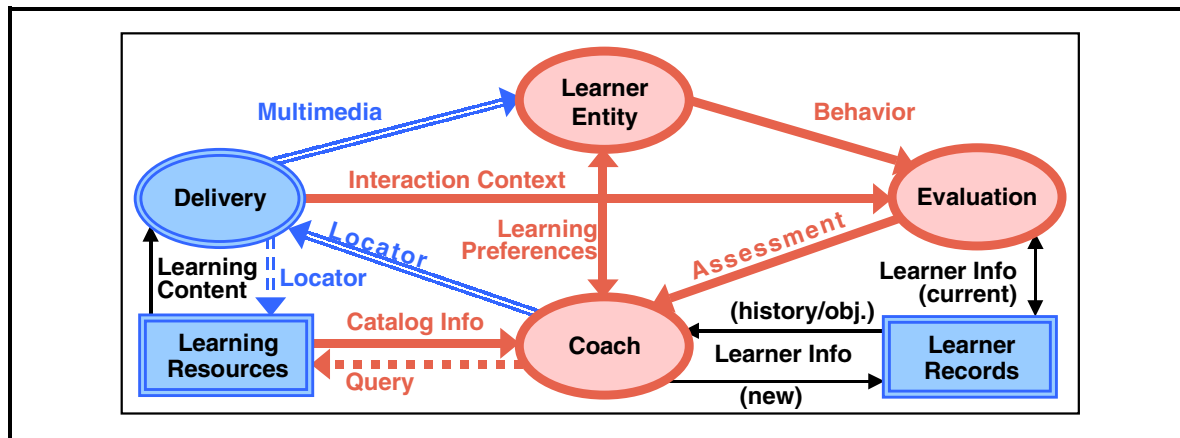 Learner
Entity
Multimedia
Behavior
Delivery
Interaction Context
Evaluation
Learning
Preferences
Locator
Assessment
Learning
Content
Locator
Learner Info
(current)
Learning
Resources
Catalog Info
Query
Coach
(history/obj.)
Learner Info
(new)
Learner
Records